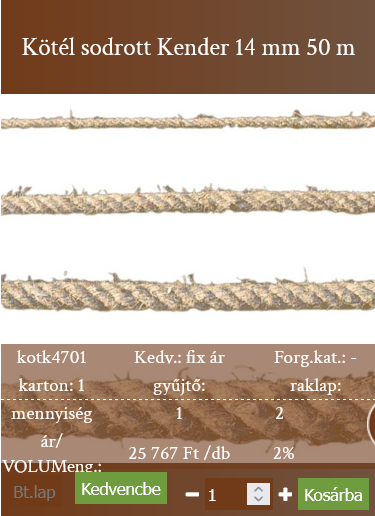 Kötél sodrott Kender 14 mm 50 m
kotk4701 Kedv.: fix ár Forg.kat.: -
karton: 1 gyűjtő: raklap:
mennyiség 1 2
ár/
VOLUMeng.: 25 767 Ft /db 2%
Bt.lap Kedvencbe 1 Kosárba